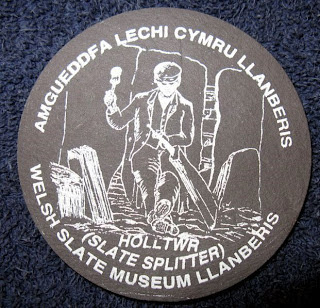 AMGUEDDFA LECHI CYMRU LLANBERIS
HOLLTWR
(SLATE SPLITTER)
WELSH SLATE MUSEUM LLANBERIS